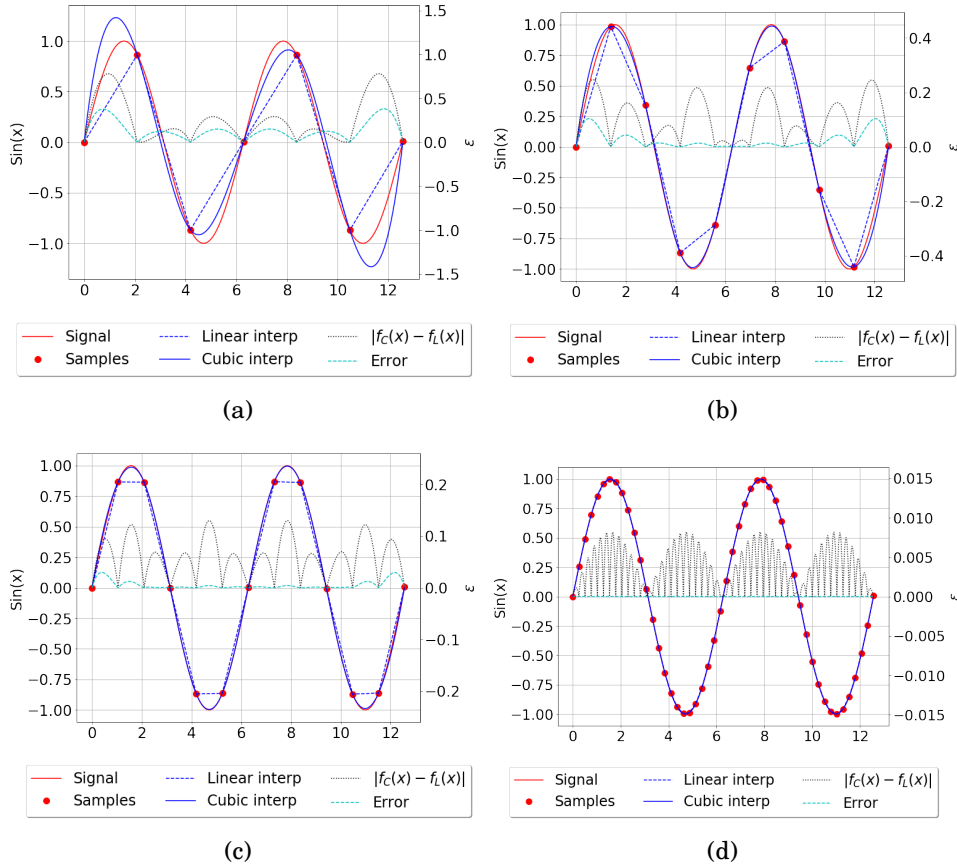 1.0
0.5
0.0
−0.5
−1.0
Sin(x)
1.5
1.0
0.5
0.0
−0.5
−1.0
−1.5
ε
0 2 4 6 8 10 12
Signal Linear interp |f_C(x) − f_L(x)|
Samples Cubic interp Error
(a)
1.00
0.75
0.50
0.25
0.00
0.25
0.50
0.75
−1.00
Sin(x)
0.4
0.2
0.0
−0.2
−0.4
ε
0 2 4 6 8 10 12
Signal Linear interp |f_C(x) − f_L(x)|
Samples Cubic interp Error
(b)
1.00
0.75
0.50
0.25
0.00
−0.25
−0.50
−0.75
−1.00
Sin(x)
0.2
0.1
0.0
−0.1
−0.2
ε
0 2 4 6 8 10 12
Signal Linear interp |f_C(x) − f_L(x)|
Samples Cubic interp Error
(c)
1.00
0.75
0.50
0.25
0.00
0.25
0.50
0.75
−1.00
Sin(x)
0.015
0.010
0.005
0.000
−0.005
−0.010
−0.015
ε
0 2 4 6 8 10 12
Signal Linear interp |f_C(x) − f_L(x)|
Samples Cubic interp Error
(d)